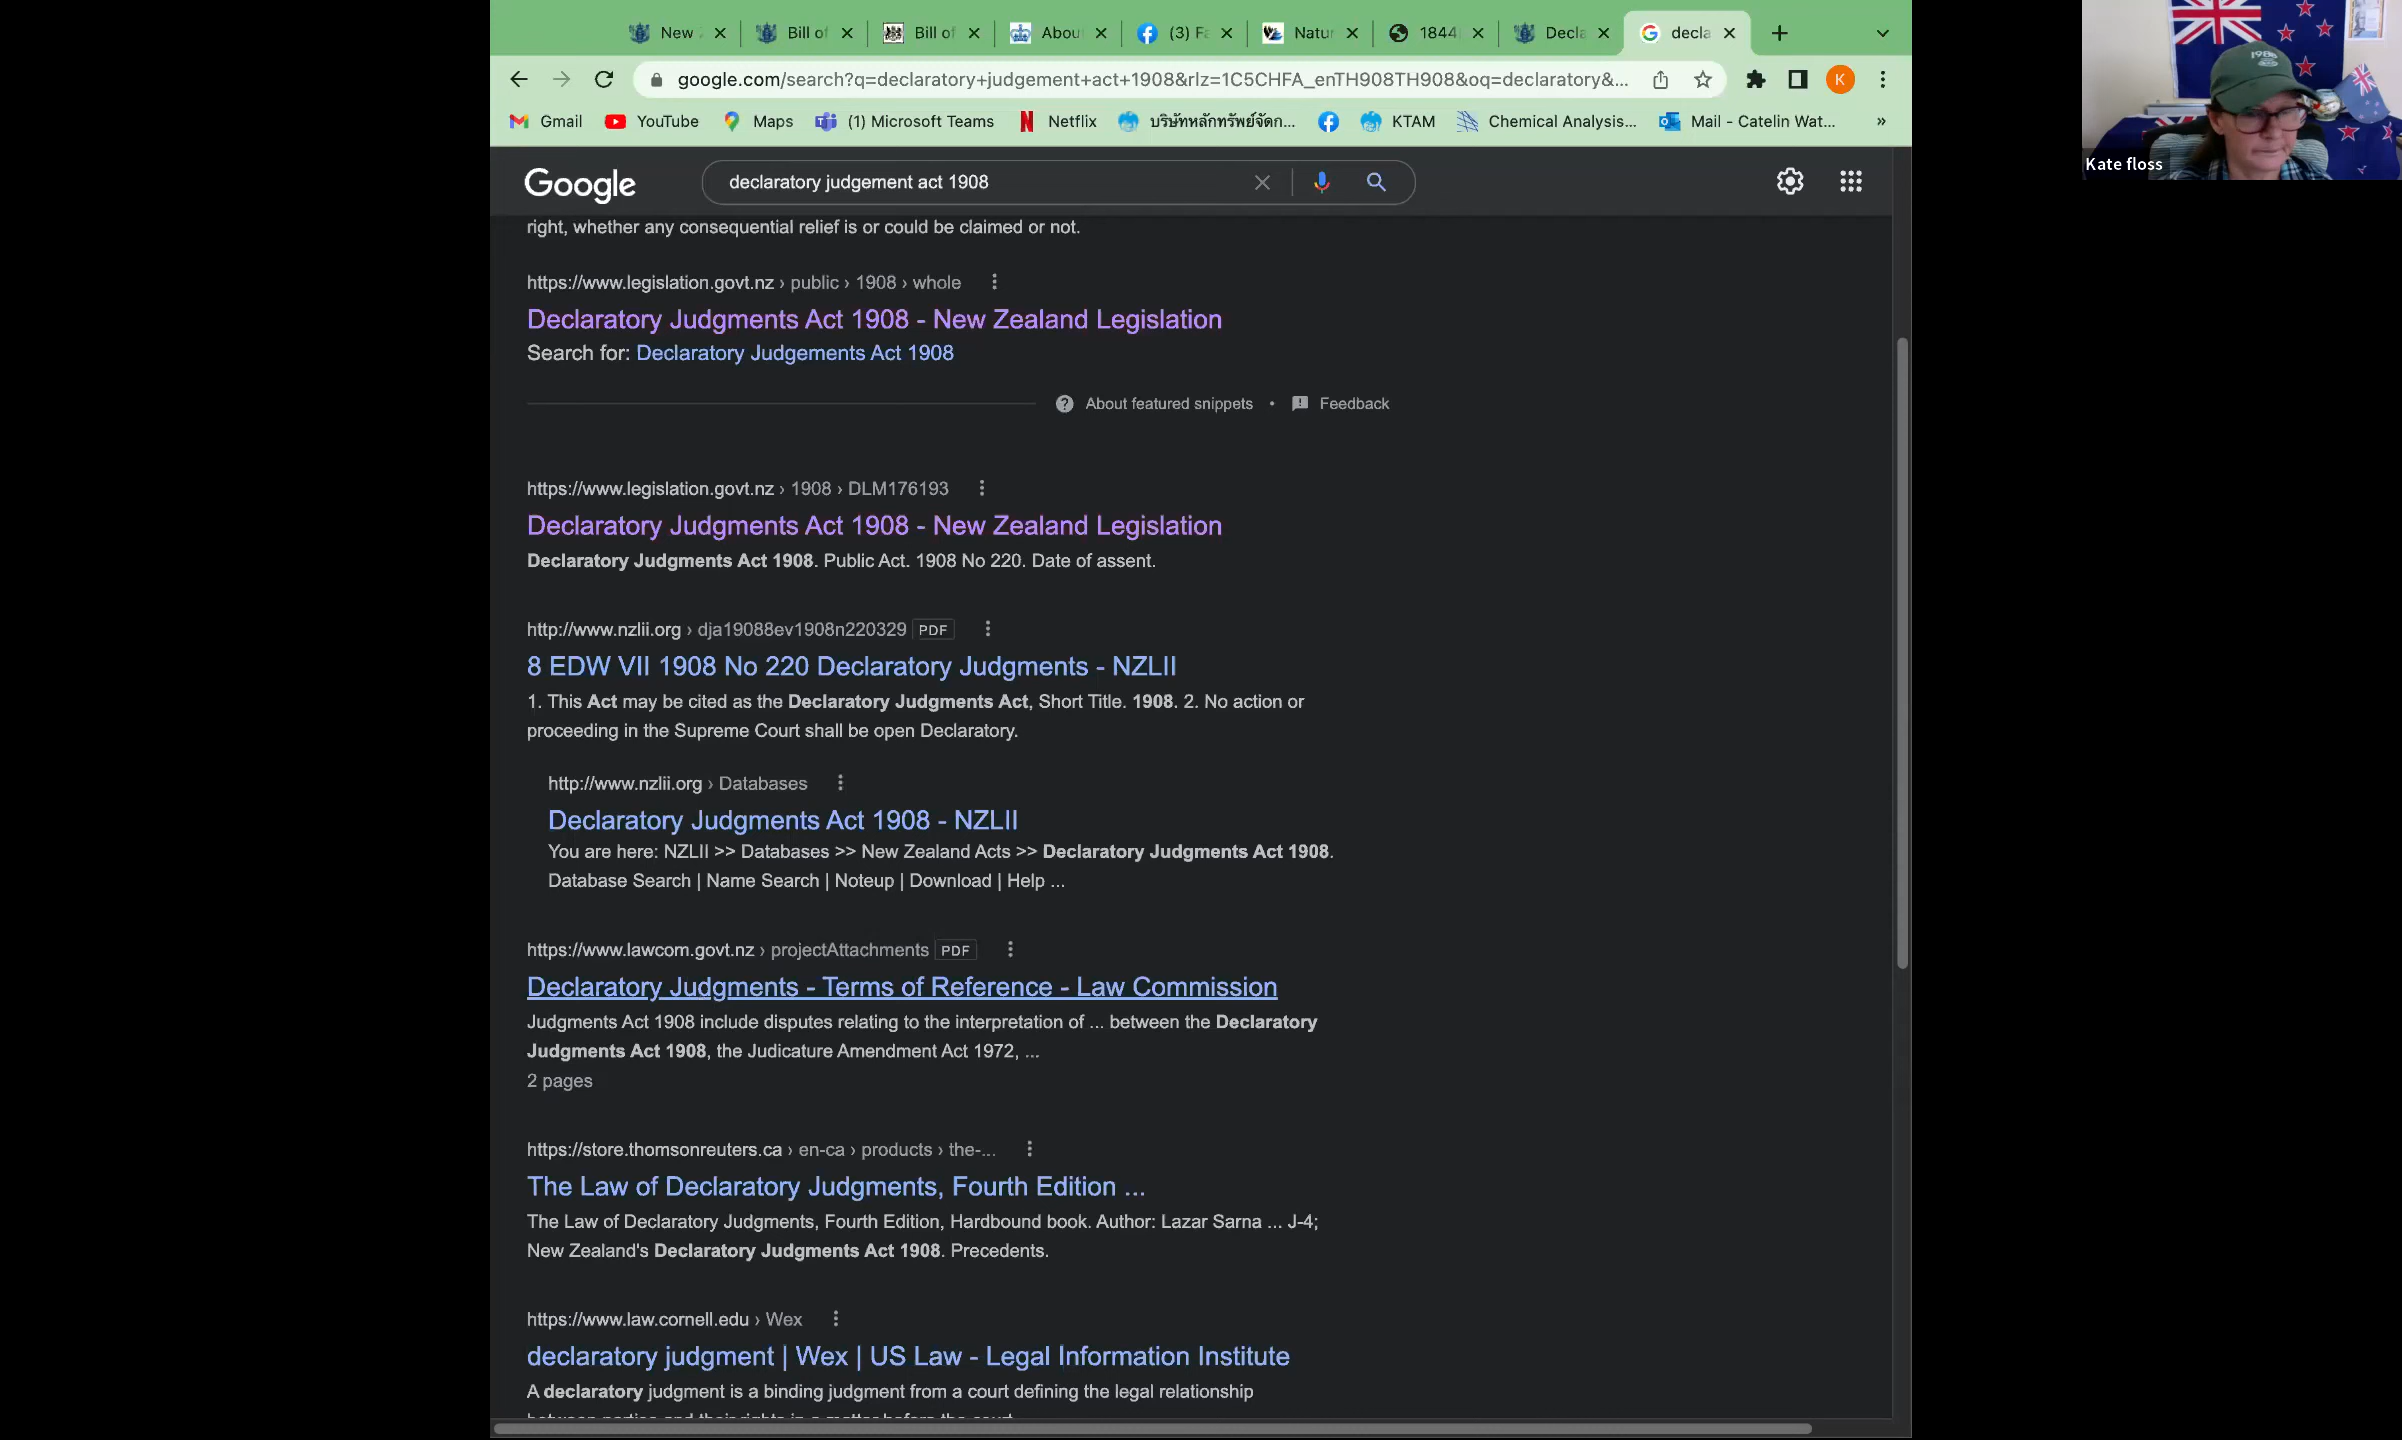 New
Bill of
Bill of
Abou
(3) Fa
Natur
1844
Decla
decla
google.com/search?q=declaratory+judgement+act+1908&rlz=1C5CHFA_enTH908TH908&oq=declaratory&...
K
Gmail
YouTube
Maps
(1) Microsoft Teams
Netflix
บริษัทหลักทรัพย์จัดก...
KTAM
Chemical Analysis...
Mail - Catelin Wat...
»
1980
Kate floss
Google
declaratory judgement act 1908
right, whether any consequential relief is or could be claimed or not.
https://www.legislation.govt.nz › public › 1908 › whole
Declaratory Judgments Act 1908 - New Zealand Legislation
Search for: Declaratory Judgements Act 1908
About featured snippets • Feedback
https://www.legislation.govt.nz › 1908 › DLM176193
Declaratory Judgments Act 1908 - New Zealand Legislation
Declaratory Judgments Act 1908. Public Act. 1908 No 220. Date of assent.
http://www.nzlii.org › dja19088ev1908n220329 PDF
8 EDW VII 1908 No 220 Declaratory Judgments - NZLII
1. This Act may be cited as the Declaratory Judgments Act, Short Title. 1908. 2. No action or
proceeding in the Supreme Court shall be open Declaratory.
http://www.nzlii.org › Databases
Declaratory Judgments Act 1908 - NZLII
You are here: NZLII >> Databases >> New Zealand Acts >> Declaratory Judgments Act 1908.
Database Search | Name Search | Noteup | Download | Help ...
https://www.lawcom.govt.nz › projectAttachments PDF
Declaratory Judgments - Terms of Reference - Law Commission
Judgments Act 1908 include disputes relating to the interpretation of ... between the Declaratory
Judgments Act 1908, the Judicature Amendment Act 1972, ...
2 pages
https://store.thomsonreuters.ca › en-ca › products › the-...
The Law of Declaratory Judgments, Fourth Edition ...
The Law of Declaratory Judgments, Fourth Edition, Hardbound book. Author: Lazar Sarna ... J-4;
New Zealand's Declaratory Judgments Act 1908. Precedents.
https://www.law.cornell.edu › Wex
declaratory judgment | Wex | US Law - Legal Information Institute
A declaratory judgment is a binding judgment from a court defining the legal relationship
between parties and their rights in a matter before the court.